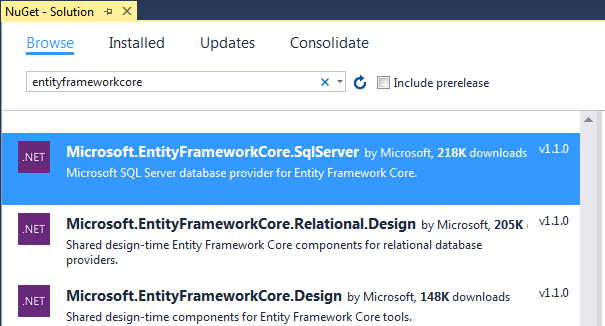 NuGet - Solution
Browse Installed Updates Consolidate
entityframeworkcore Include prerelease
.NET Microsoft.EntityFrameworkCore.SqlServer by Microsoft, 218K downloads v1.1.0
Microsoft SQL Server database provider for Entity Framework Core.
.NET Microsoft.EntityFrameworkCore.Relational.Design by Microsoft, 205K v1.1.0
Shared design-time Entity Framework Core components for relational database
providers.
.NET Microsoft.EntityFrameworkCore.Design by Microsoft, 148K downloads v1.1.0
Shared design-time components for Entity Framework Core tools.